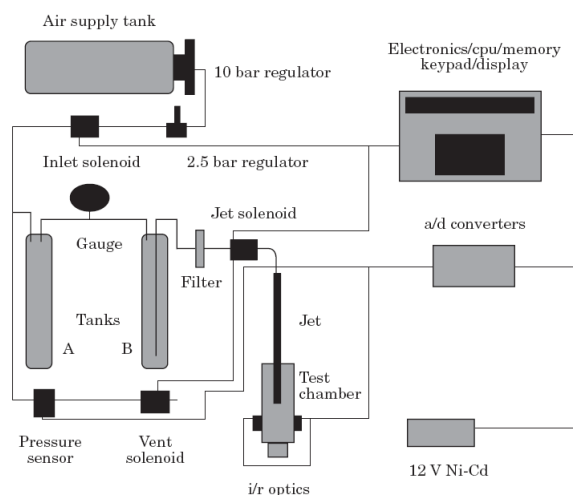 Air supply tank
Electronics/cpu/memory
keypad/display
10 bar regulator
Inlet solenoid
2.5 bar regulator
Jet solenoid
a/d converters
Gauge
Filter
Tanks
Jet
A
B
Test
chamber
Pressure
sensor
Vent
solenoid
12 V Ni-Cd
i/r optics